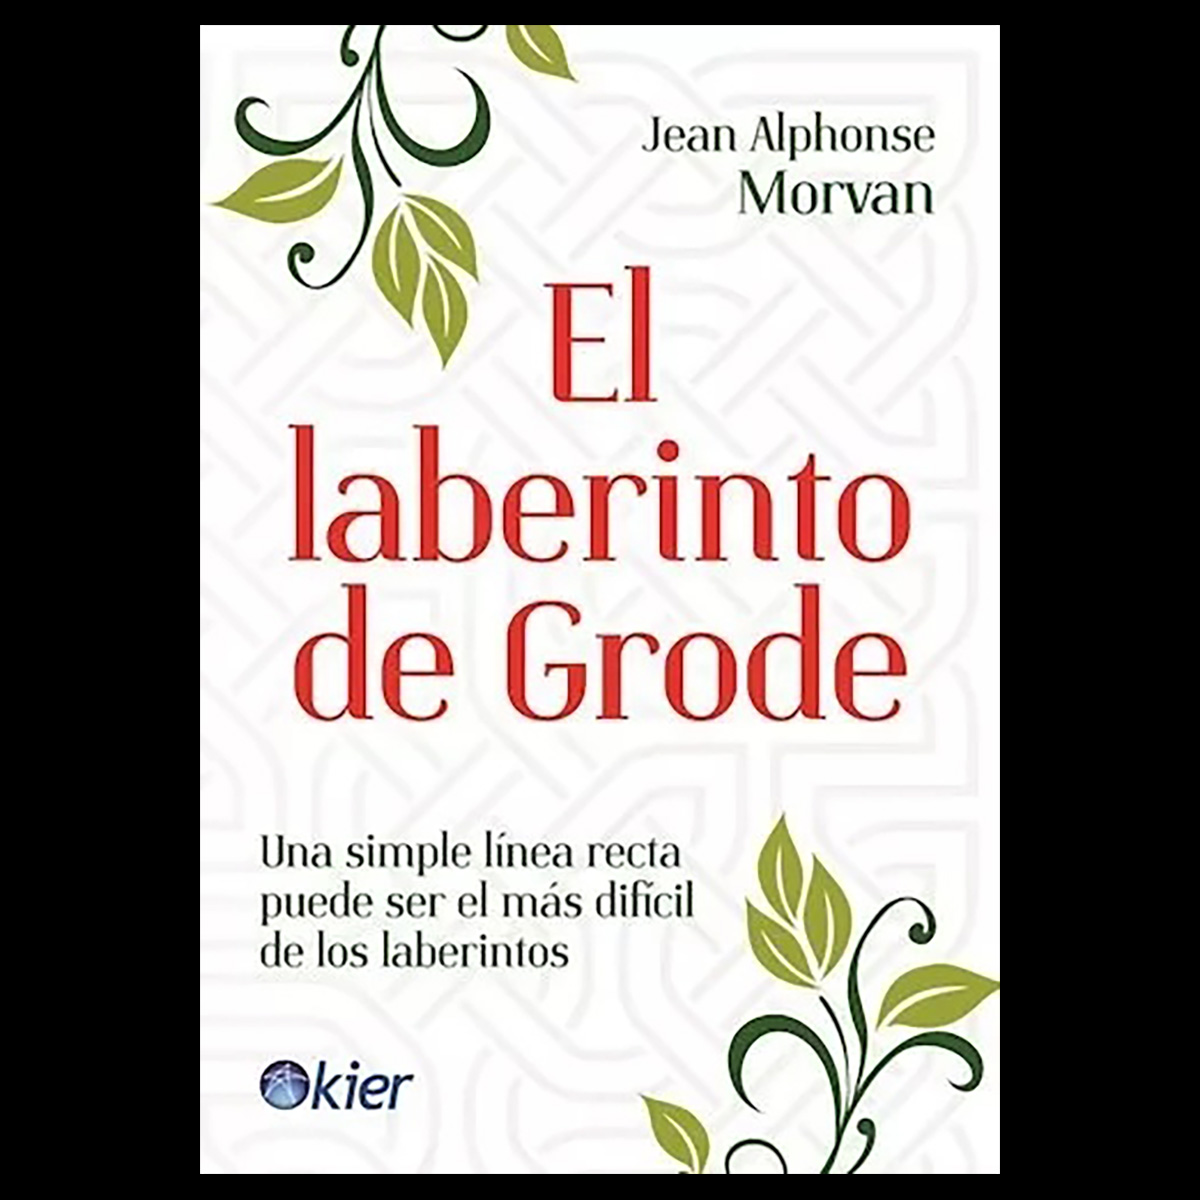 Jean Alphonse
Morvan
El
laberinto
de Grode
Una simple línea recta
puede ser el más difícil
de los laberintos
kier